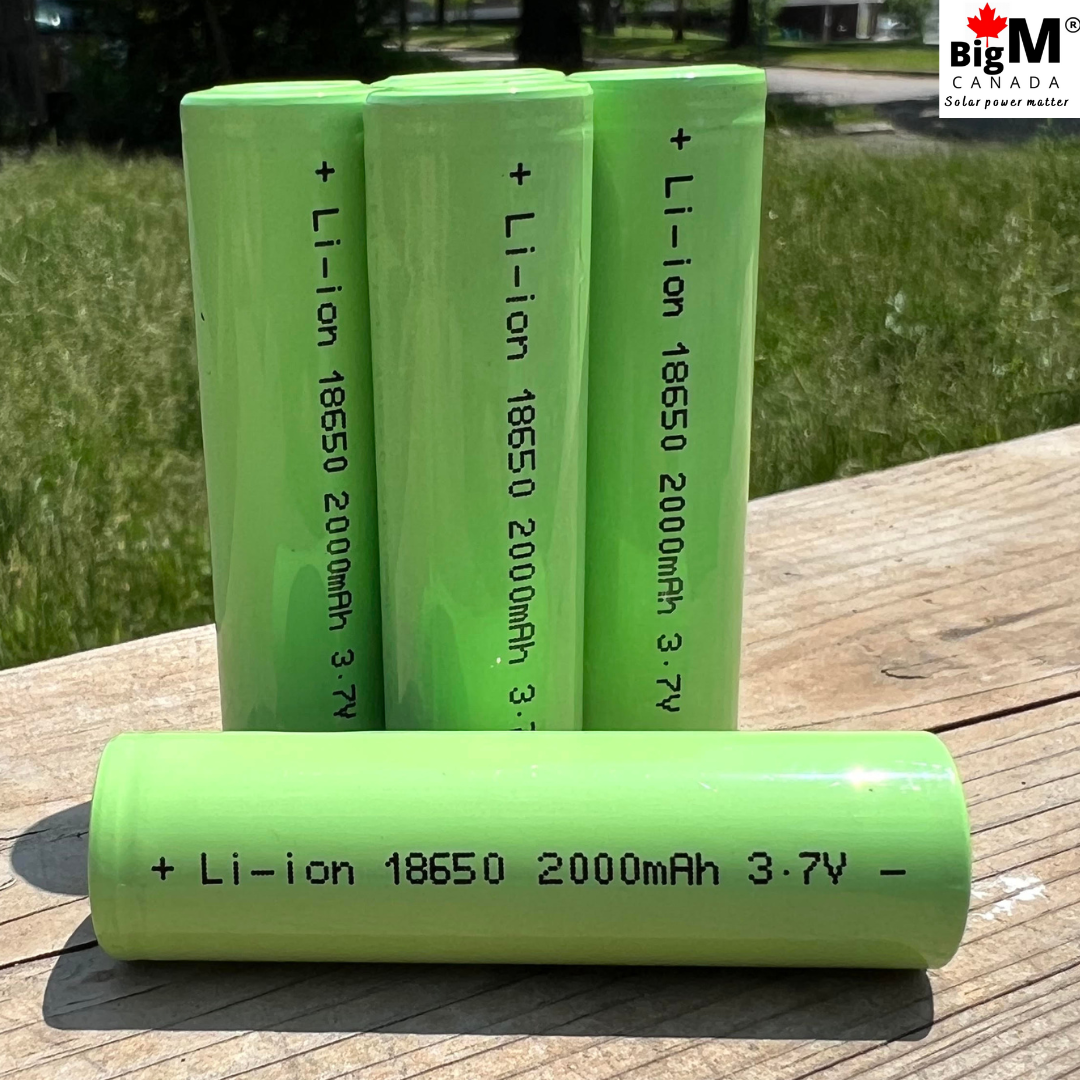 BigM®
CANADA
Solar power matter
+ Li-ion 18650 2000mAh 3.7V
+ Li-ion 18650 2000mAh 3.
+ Li-ion 18650 2000mAh 3.7V
+ Li-ion 18650 2000mAh 3.7V -